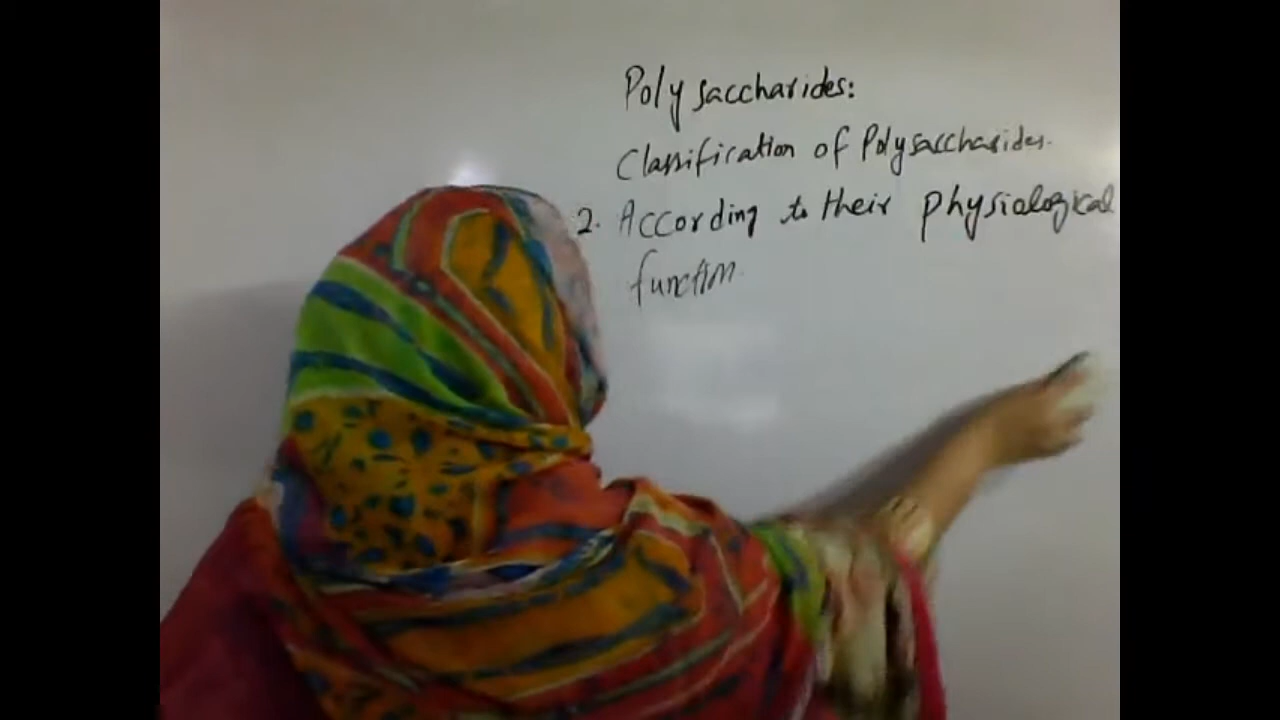 Polysaccharides:
Classification of Polysaccharides.
2. According to their physiological
function.